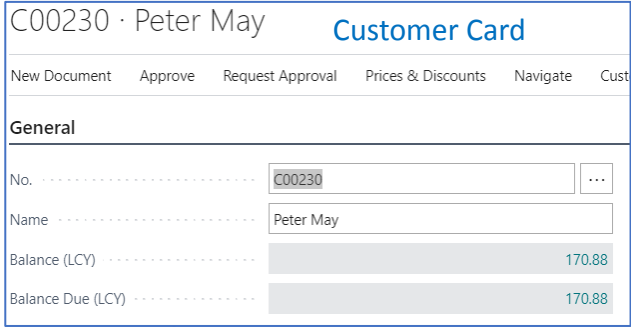 C00230 · Peter May
Customer Card
New Document Approve Request Approval Prices & Discounts Navigate Cust
General
No. C00230 ...
Name Peter May
Balance (LCY) 170.88
Balance Due (LCY) 170.88